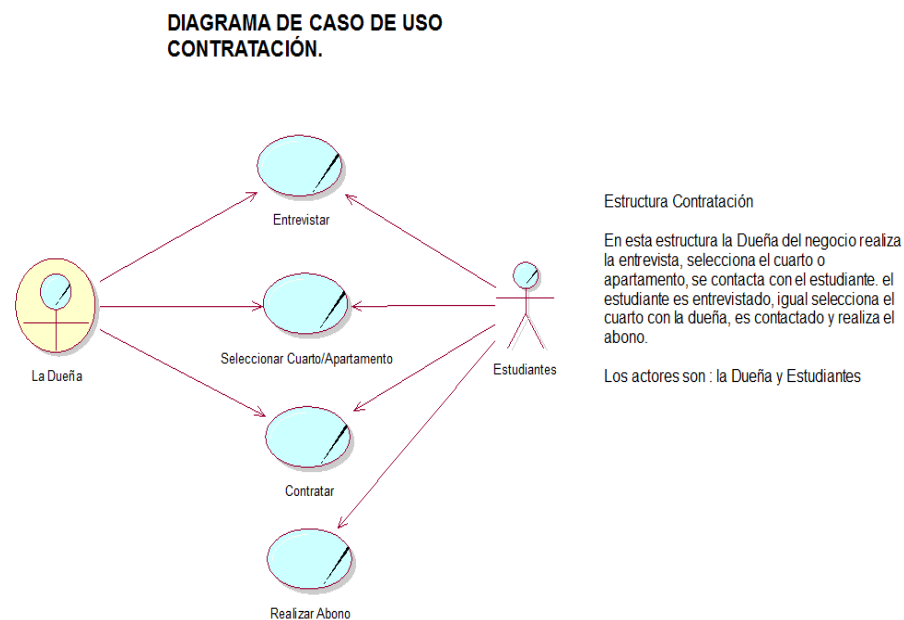 DIAGRAMA DE CASO DE USO
CONTRATACIÓN.
Entrevistar
La Dueña
Seleccionar Cuarto/Apartamento
Estudiantes
Contratar
Realizar Abono
Estructura Contratación
En esta estructura la Dueña del negocio realiza
la entrevista, selecciona el cuarto o
apartamento, se contacta con el estudiante. el
estudiante es entrevistado, igual selecciona el
cuarto con la dueña, es contactado y realiza el
abono.
Los actores son : la Dueña y Estudiantes